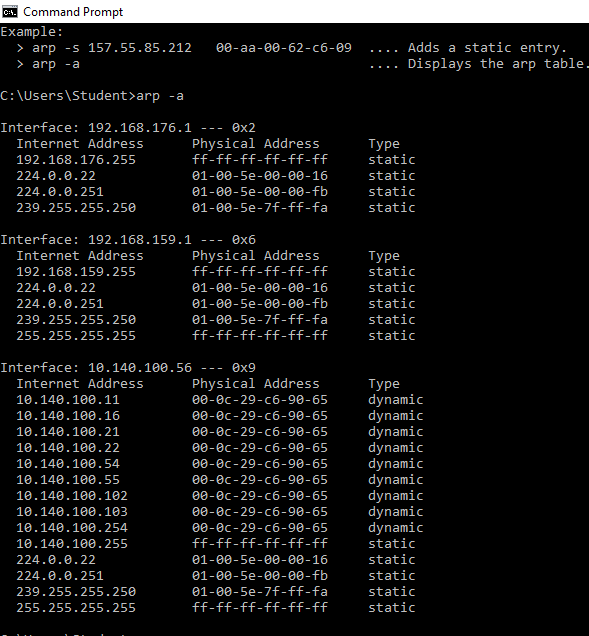 Command Prompt
Example:
  > arp -s 157.55.85.212   00-aa-00-62-c6-09  .... Adds a static entry.
  > arp -a                                    .... Displays the arp table.
C:\Users\Student>arp -a
Interface: 192.168.176.1 --- 0x2
  Internet Address      Physical Address      Type
  192.168.176.255       ff-ff-ff-ff-ff-ff     static
  224.0.0.22            01-00-5e-00-00-16     static
  224.0.0.251           01-00-5e-00-00-fb     static
  239.255.255.250       01-00-5e-7f-ff-fa     static
Interface: 192.168.159.1 --- 0x6
  Internet Address      Physical Address      Type
  192.168.159.255       ff-ff-ff-ff-ff-ff     static
  224.0.0.22            01-00-5e-00-00-16     static
  224.0.0.251           01-00-5e-00-00-fb     static
  239.255.255.250       01-00-5e-7f-ff-fa     static
  255.255.255.255       ff-ff-ff-ff-ff-ff     static
Interface: 10.140.100.56 --- 0x9
  Internet Address      Physical Address      Type
  10.140.100.11         00-0c-29-c6-90-65     dynamic
  10.140.100.16         00-0c-29-c6-90-65     dynamic
  10.140.100.21         00-0c-29-c6-90-65     dynamic
  10.140.100.22         00-0c-29-c6-90-65     dynamic
  10.140.100.54         00-0c-29-c6-90-65     dynamic
  10.140.100.55         00-0c-29-c6-90-65     dynamic
  10.140.100.102        00-0c-29-c6-90-65     dynamic
  10.140.100.103        00-0c-29-c6-90-65     dynamic
  10.140.100.254        00-0c-29-c6-90-65     dynamic
  10.140.100.255        ff-ff-ff-ff-ff-ff     static
  224.0.0.22            01-00-5e-00-00-16     static
  224.0.0.251           01-00-5e-00-00-fb     static
  239.255.255.250       01-00-5e-7f-ff-fa     static
  255.255.255.255       ff-ff-ff-ff-ff-ff     static